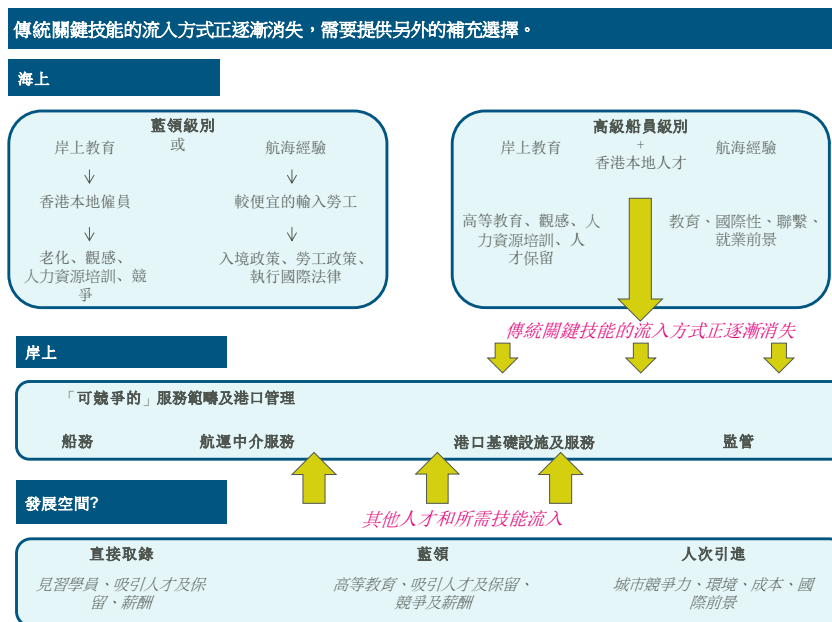 傳統關鍵技能的流入方式正逐漸消失，需要提供另外的補充選擇。
海上
藍領級別
岸上教育
或
航海經驗
↓
↓
香港本地僱員
較便宜的輸入勞工
↓
↓
老化、觀感、
人力資源培訓、競
爭
入境政策、勞工政策、
執行國際法律
高級船員級別
岸上教育
+
航海經驗
香港本地人才
高等教育、觀感、人
力資源培訓、人
才保留
教育、國際性、聯繫、
就業前景
傳統關鍵技能的流入方式正逐漸消失
岸上
「可競爭的」服務範疇及港口管理
船務
航運中介服務
港口基礎設施及服務
監管
發展空間?
其他人才和所需技能流入
直接取錄
見習學員、吸引人才及保
留、薪酬
藍領
高等教育、吸引人才及保留、
競爭及薪酬
人次引進
城市競爭力、環境、成本、國
際前景